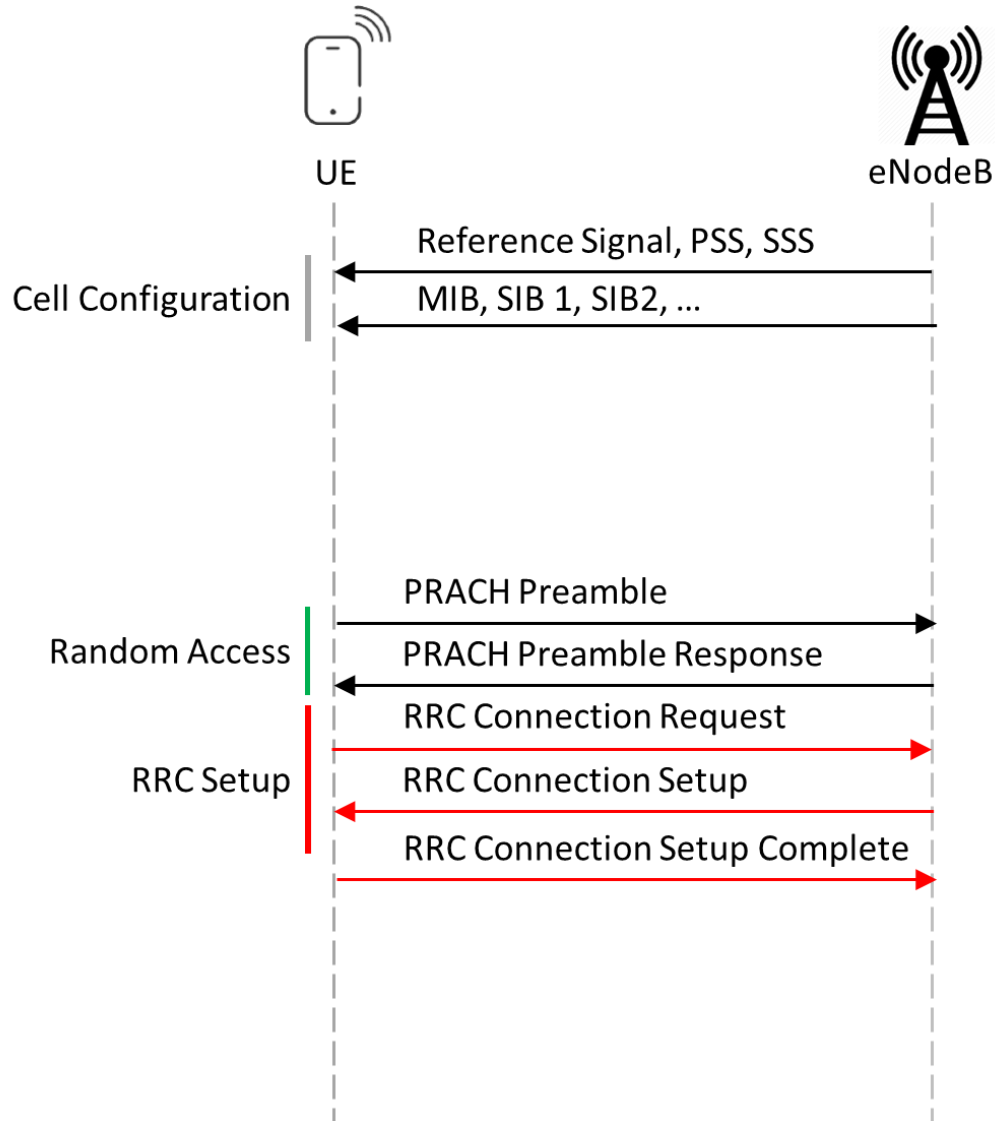 UE
eNodeB
Reference Signal, PSS, SSS
Cell Configuration
MIB, SIB 1, SIB2, ...
PRACH Preamble
Random Access
PRACH Preamble Response
RRC Connection Request
RRC Setup
RRC Connection Setup
RRC Connection Setup Complete